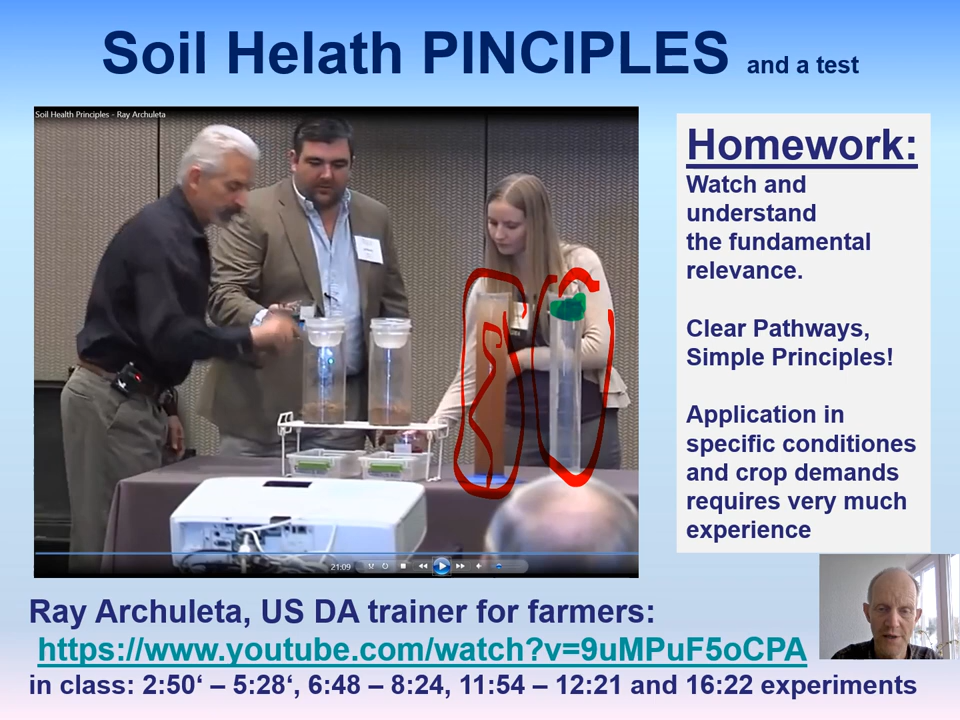 Soil Helath PINCIPLES and a test
Soil Health Principles - Ray Archuleta
Homework:
Watch and
understand
the fundamental
relevance.
Clear Pathways,
Simple Principles!
Application in
specific conditiones
and crop demands
requires very much
experience
21:09
Ray Archuleta, US DA trainer for farmers:
https://www.youtube.com/watch?v=9uMPuF5oCPA
in class: 2:50‘ – 5:28‘, 6:48 – 8:24, 11:54 – 12:21 and 16:22 experiments